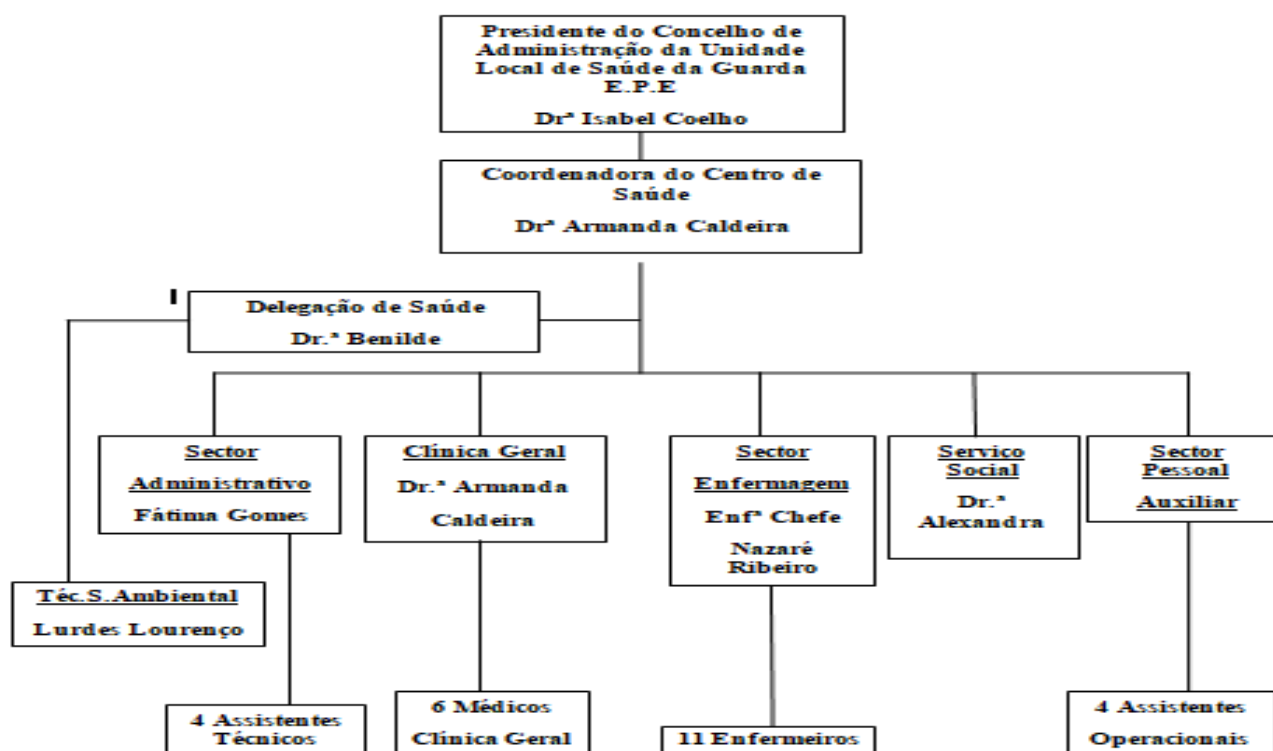 Presidente do Concelho de
Administração da Unidade
Local de Saúde da Guarda
E.P.E
Drª Isabel Coelho
Coordenadora do Centro de
Saúde
Drª Armanda Caldeira
Delegação de Saúde
Dr.ª Benilde
Sector
Administrativo
Fátima Gomes
Clínica Geral
Dr.ª Armanda
Caldeira
Sector
Enfermagem
Enfª Chefe
Nazaré
Ribeiro
Serviço
Social
Dr.ª
Alexandra
Sector
Pessoal
Auxiliar
Téc.S.Ambiental
Lurdes Lourenço
4 Assistentes
Técnicos
6 Médicos
Clínica Geral
11 Enfermeiros
4 Assistentes
Operacionais